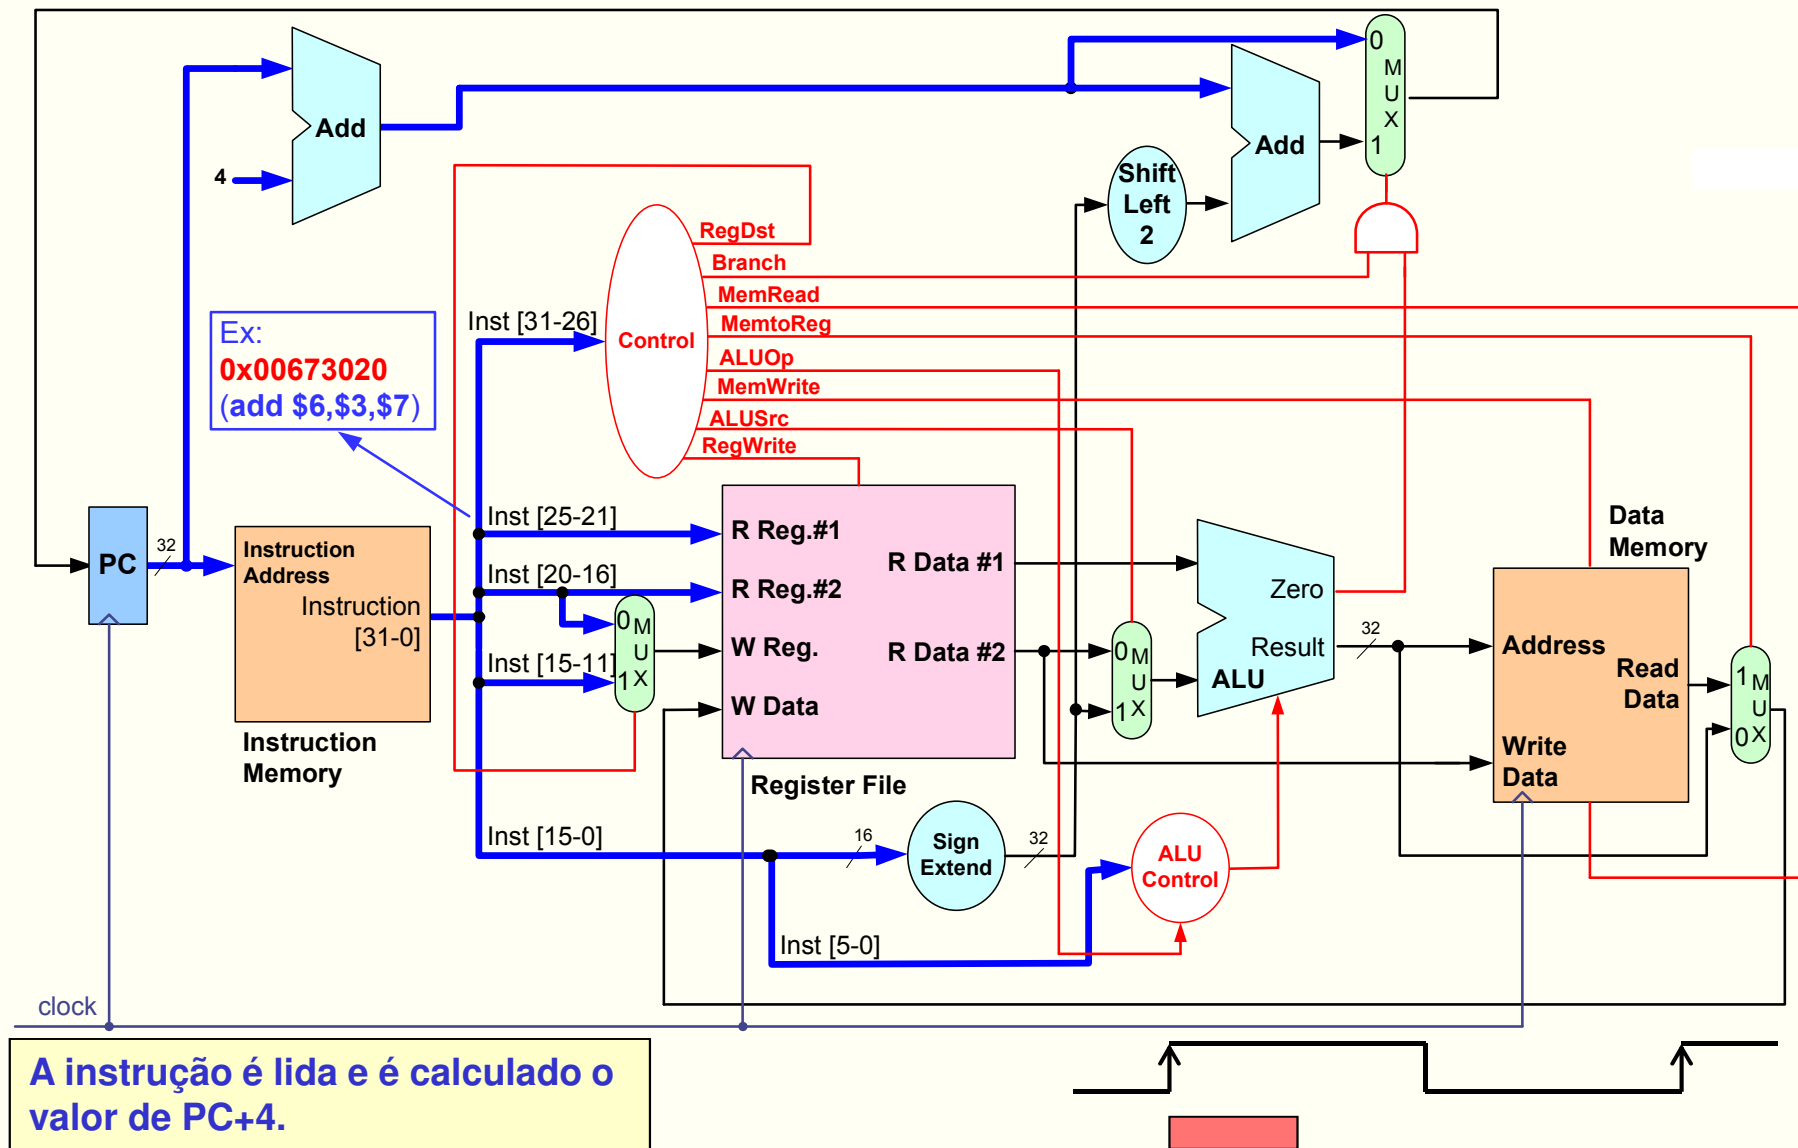 0
M
U
X
1
Add
4
Add
Shift
Left
2
RegDst
Branch
MemRead
MemtoReg
ALUOp
MemWrite
ALUSrc
RegWrite
Control
Inst [31-26]
Ex:
0x00673020
(add $6,$3,$7)
PC
32
Instruction
Address
Instruction
[31-0]
Instruction
Memory
Inst [25-21]
Inst [20-16]
Inst [15-11]
0
M
U
X
1
R Reg.#1
R Reg.#2
W Reg.
W Data
R Data #1
R Data #2
Register File
0
M
U
X
1
Zero
Result
ALU
32
Data
Memory
Address
Read
Data
Write
Data
1
M
U
X
0
Inst [15-0]
16
Sign
Extend
32
ALU
Control
Inst [5-0]
clock
A instrução é lida e é calculado o
valor de PC+4.